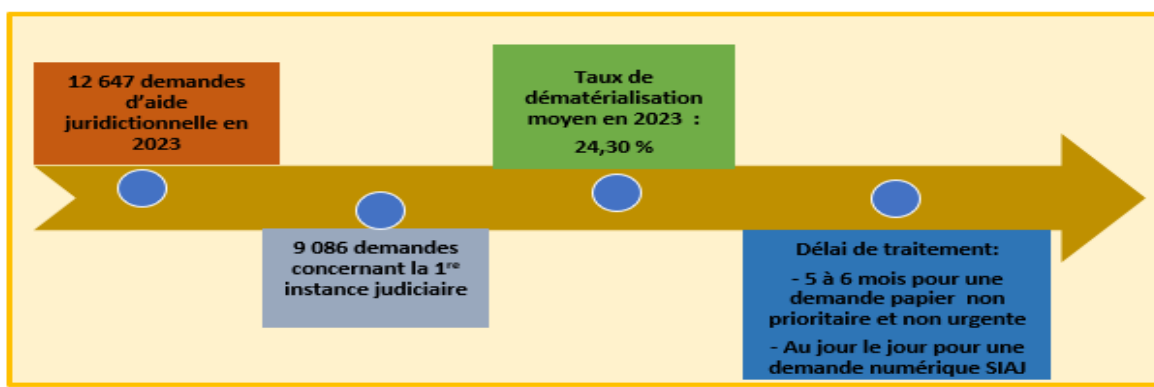 12 647 demandes
d’aide
juridictionnelle en
2023
9 086 demandes
concernant la 1re
instance judiciaire
Taux de
dématérialisation
moyen en 2023  :
24,30 %
Délai de traitement:
- 5 à 6 mois pour une
demande papier  non
prioritaire et non urgente
- Au jour le jour pour une
demande numérique SIAJ